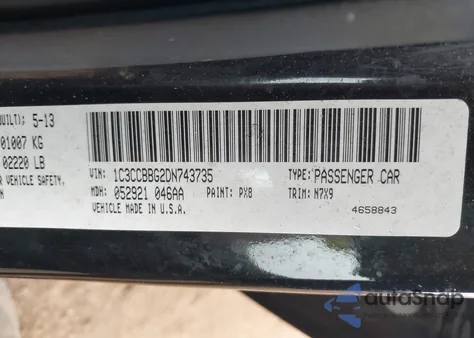 BUILT): 5-13
01007 KG
02220 LB
R VEHICLE SAFETY,
N
VIN: 1C3CCBBG2DN743735
TYPE: PASSENGER CAR
MDH: 052921 046AA
PAINT: PX8
TRIM: N7X9
VEHICLE MADE IN U.S.A.
4658843
autoSnap